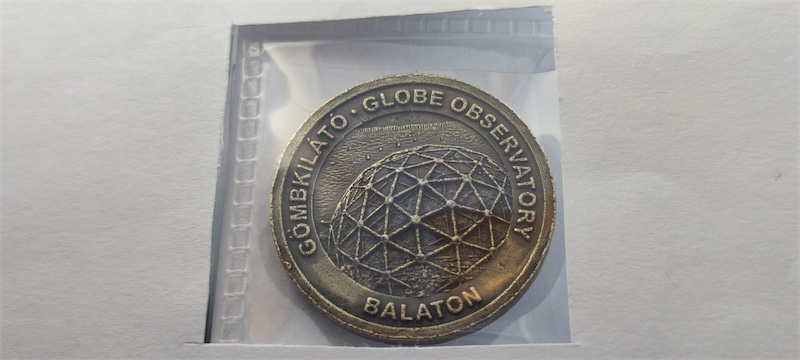 GÖMBKILÁTÓ · GLOBE OBSERVATORY
BALATON